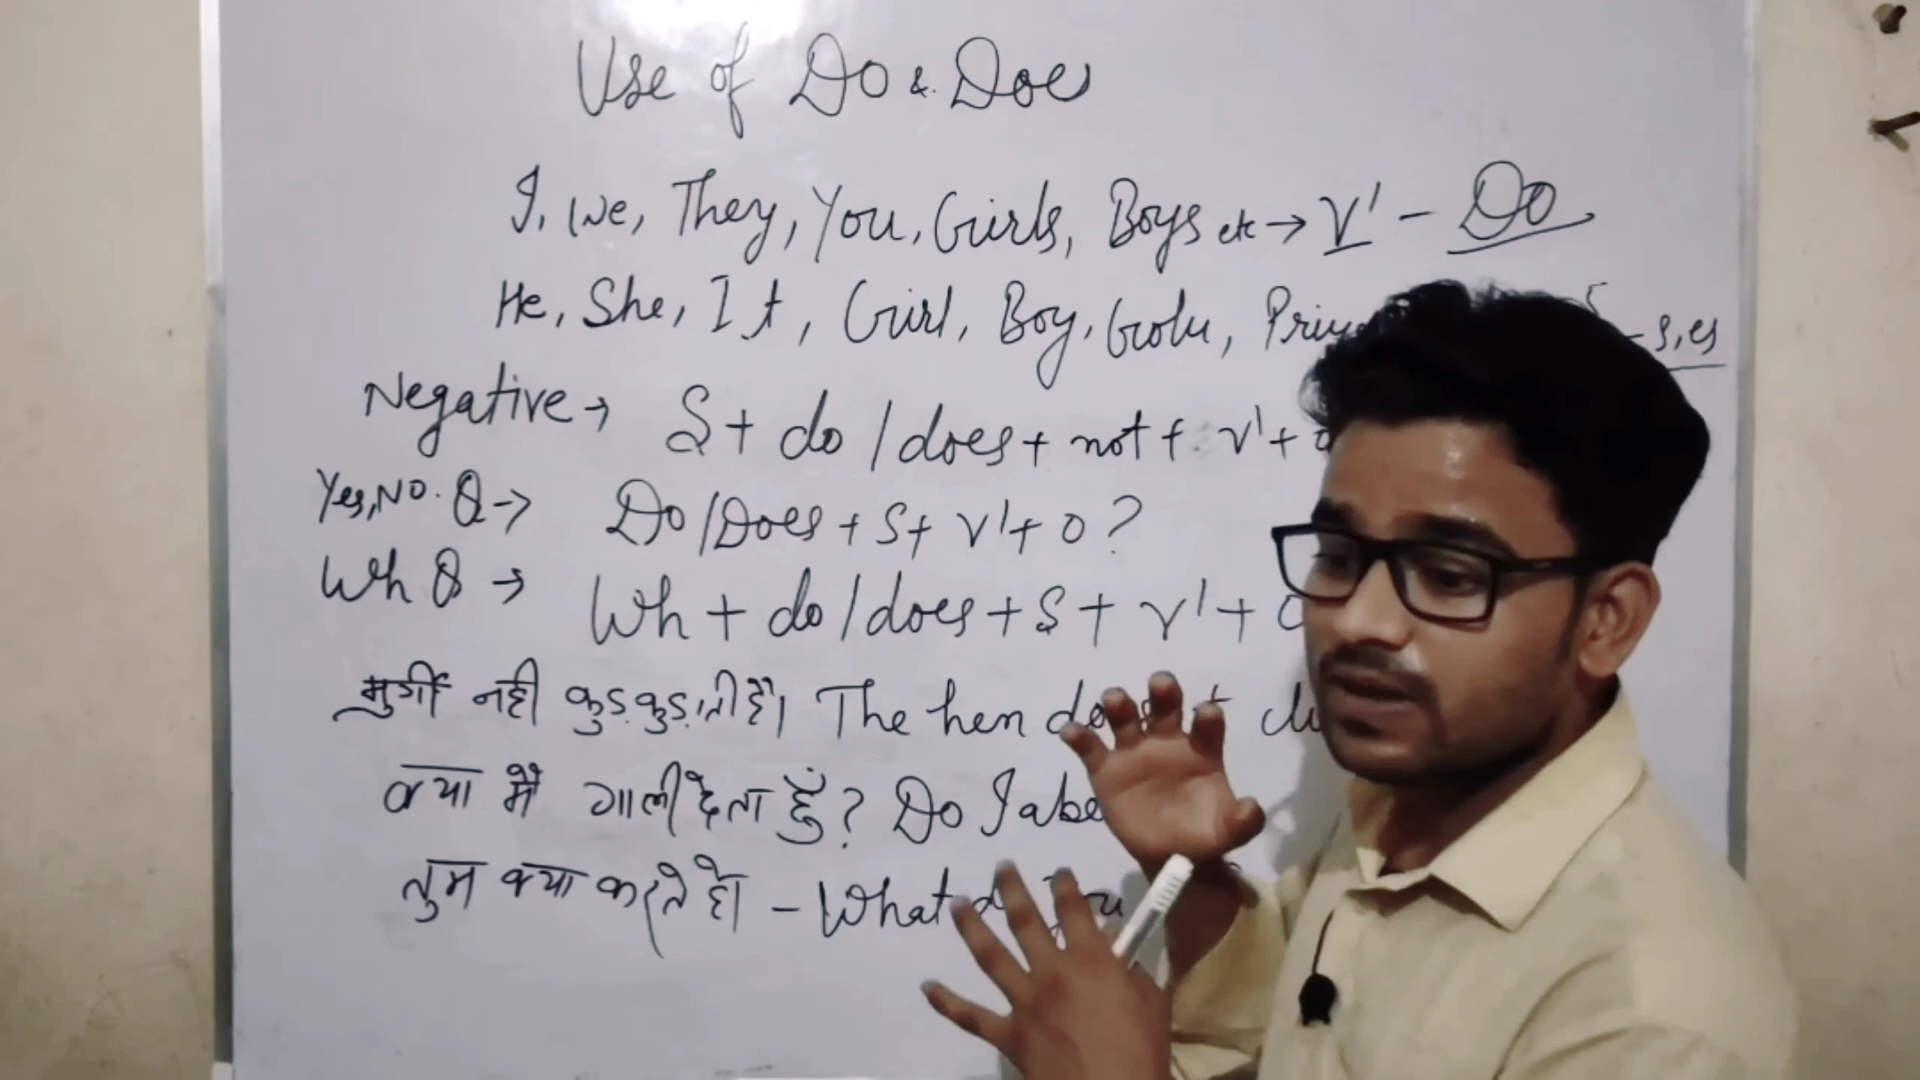 Use of Do & Does
I, We, They, You, Girls, Boys etc → V¹ - Do
He, She, It, Girl, Boy, Golu, s, es
Negative → S + do / does + not + V¹ +
Yes, No. Q → Do / Does + S + V¹ + O ?
Wh Q → Wh + do / does + S + V¹ +
मुर्गी नही कुड़कुड़ाती है। The hen
क्या मैं गाली देता हूँ ? Do I
तुम क्या करते हो - What you